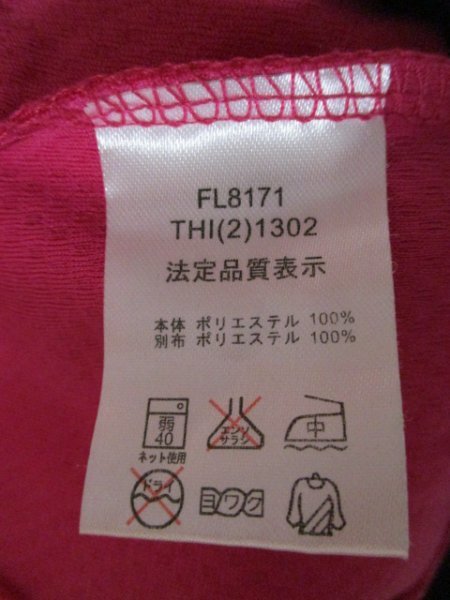 FL8171
THI(2)1302
法定品質表示
本体 ポリエステル 100%
別布 ポリエステル 100%
弱
40
ネット使用
エンソ
サラシ
中
ドライ
ヨワク